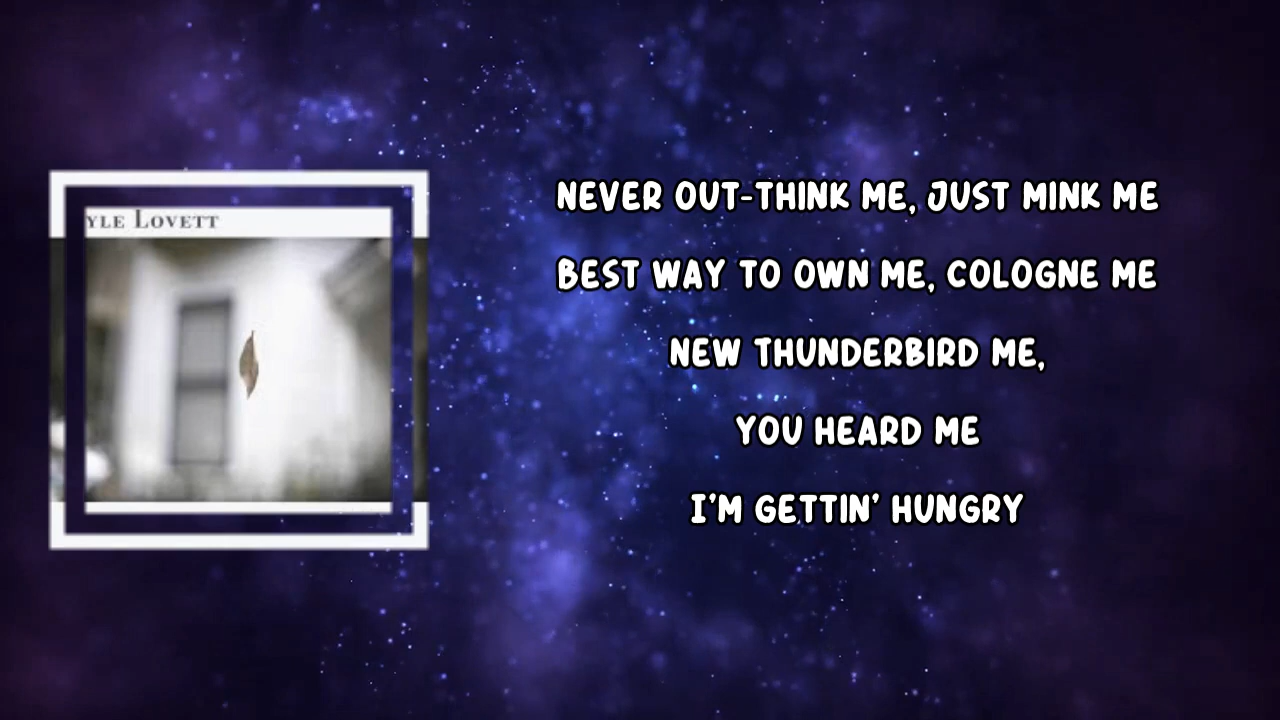 YLE LOVETT
NEVER OUT-THINK ME, JUST MINK ME
BEST WAY TO OWN ME, COLOGNE ME
NEW THUNDERBIRD ME,
YOU HEARD ME
I'M GETTIN' HUNGRY